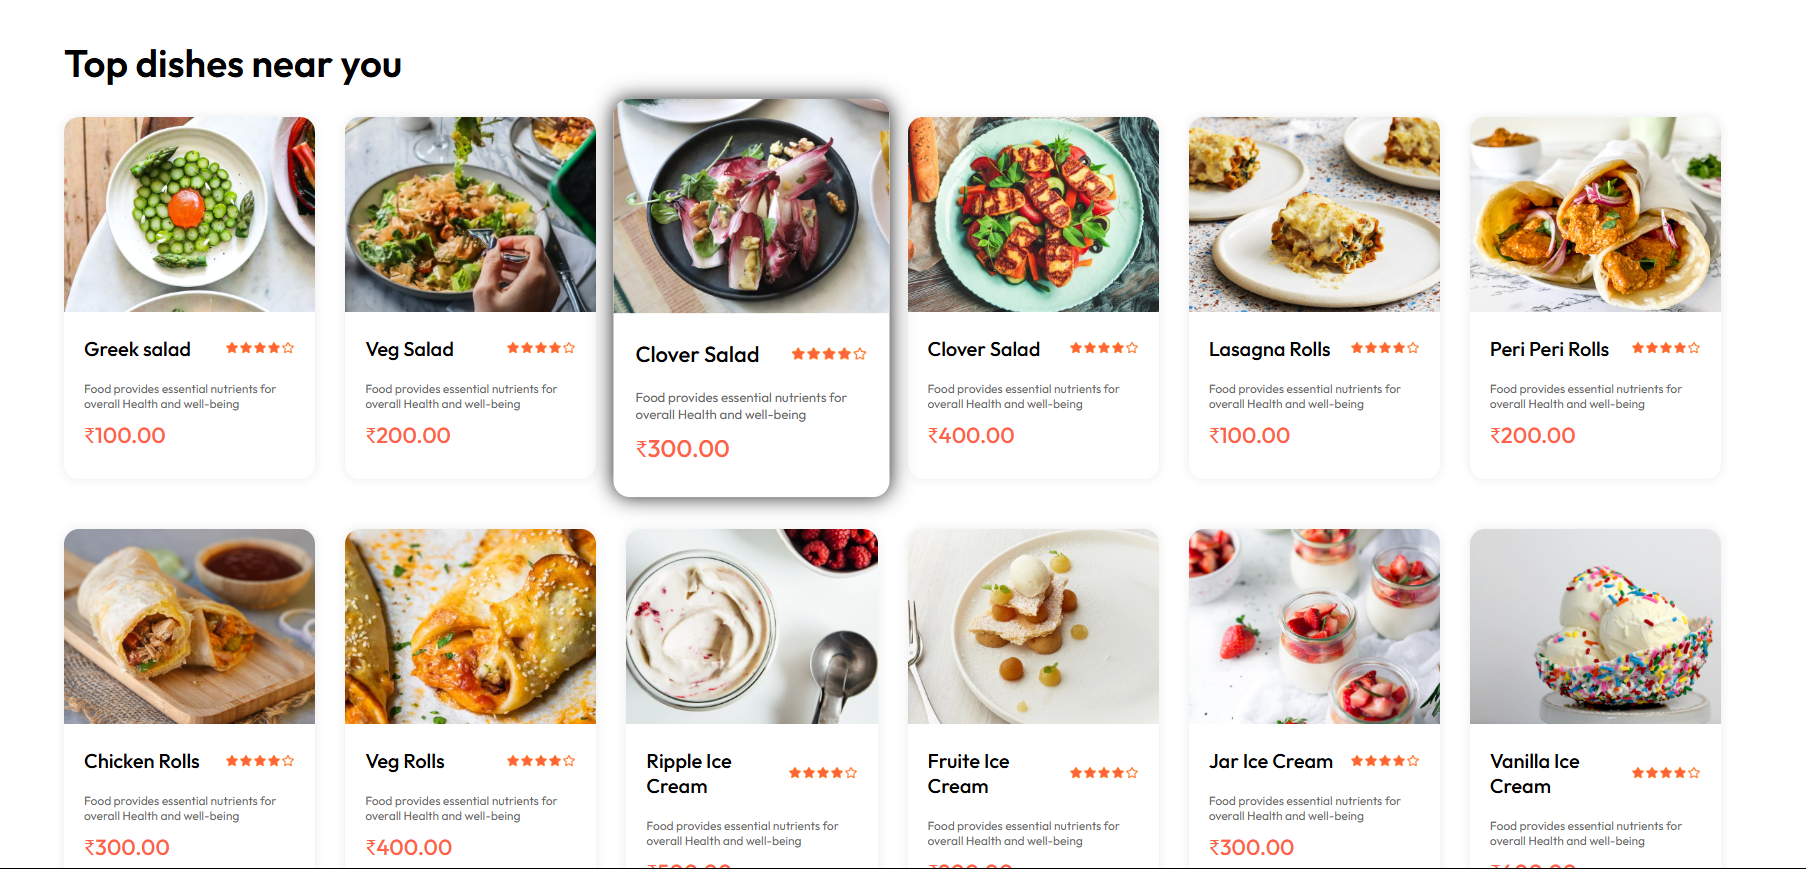 Top dishes near you
Greek salad
Food provides essential nutrients for
overall Health and well-being
₹100.00
Veg Salad
Food provides essential nutrients for
overall Health and well-being
₹200.00
Clover Salad
Food provides essential nutrients for
overall Health and well-being
₹300.00
Clover Salad
Food provides essential nutrients for
overall Health and well-being
₹400.00
Lasagna Rolls
Food provides essential nutrients for
overall Health and well-being
₹100.00
Peri Peri Rolls
Food provides essential nutrients for
overall Health and well-being
₹200.00
Chicken Rolls
Food provides essential nutrients for
overall Health and well-being
₹300.00
Veg Rolls
Food provides essential nutrients for
overall Health and well-being
₹400.00
Ripple Ice
Cream
Food provides essential nutrients for
overall Health and well-being
Fruite Ice
Cream
Food provides essential nutrients for
overall Health and well-being
Jar Ice Cream
Food provides essential nutrients for
overall Health and well-being
₹300.00
Vanilla Ice
Cream
Food provides essential nutrients for
overall Health and well-being